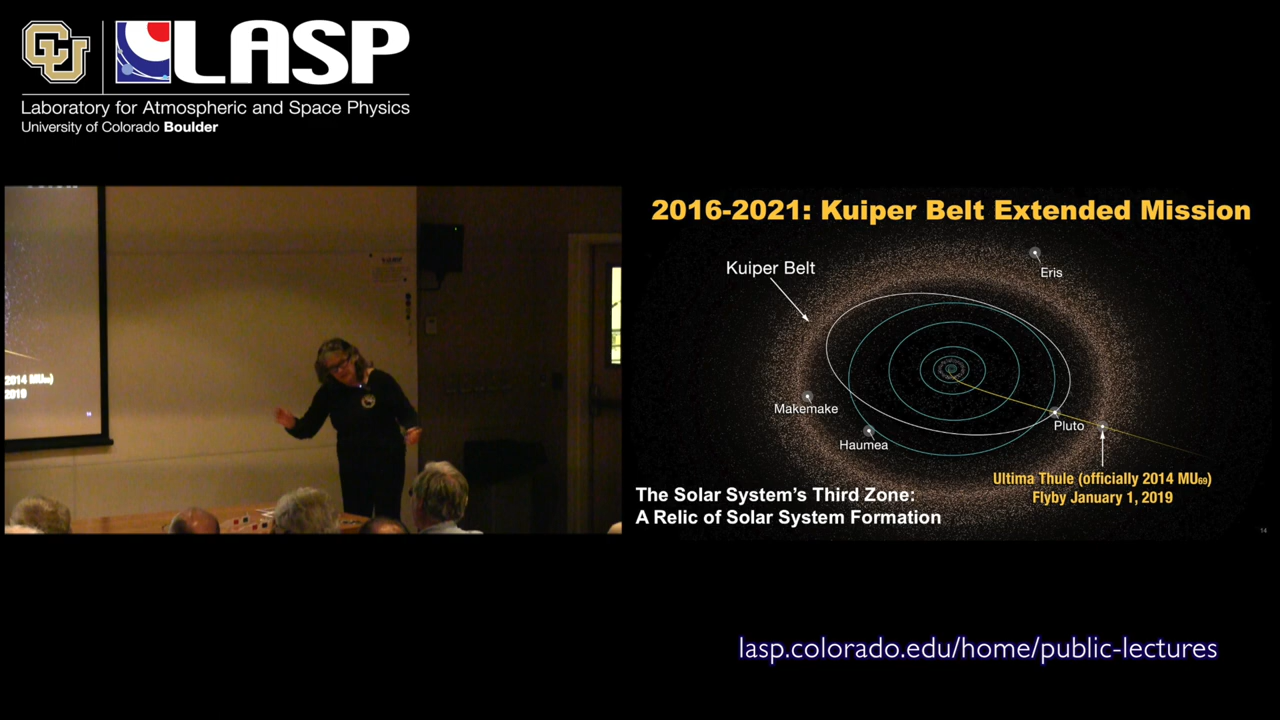 CU
LASP
Laboratory for Atmospheric and Space Physics
University of Colorado Boulder
2014 MU69)
2019
2016-2021: Kuiper Belt Extended Mission
Kuiper Belt
Eris
Makemake
Haumea
Pluto
Ultima Thule (officially 2014 MU69)
Flyby January 1, 2019
The Solar System's Third Zone:
A Relic of Solar System Formation
14
lasp.colorado.edu/home/public-lectures